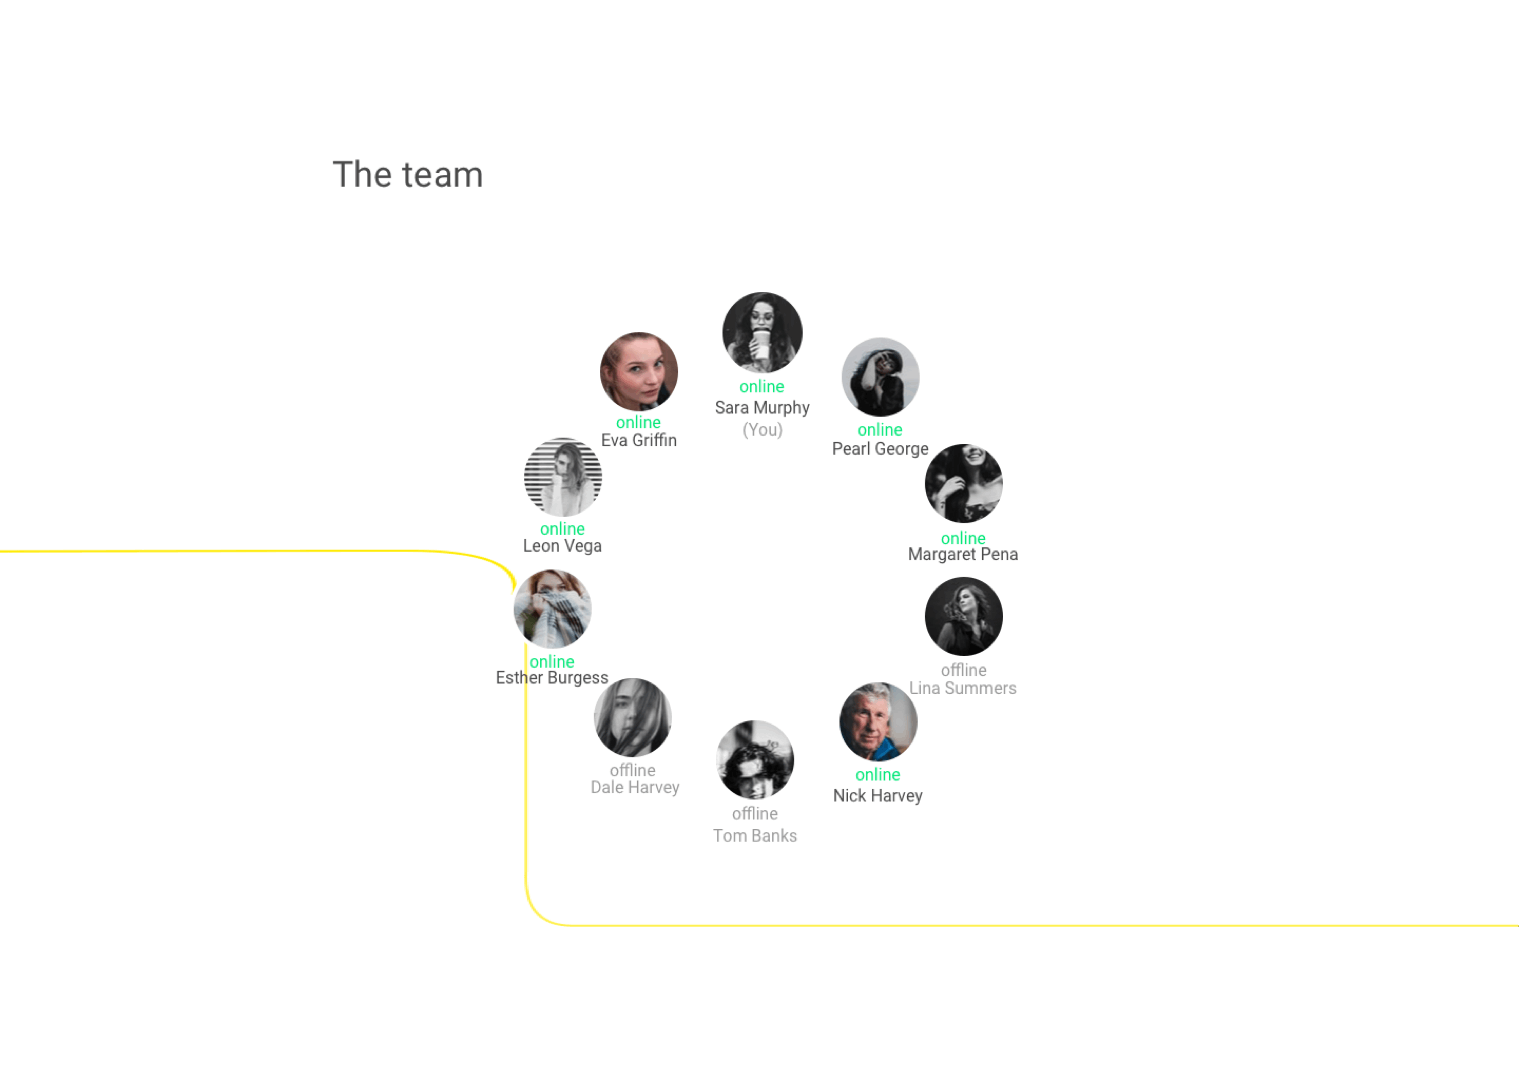 The team
online
Sara Murphy
(You)
online
Eva Griffin
online
Pearl George
online
Leon Vega
online
Margaret Pena
online
Esther Burgess
offline
Lina Summers
offline
Dale Harvey
online
Nick Harvey
offline
Tom Banks